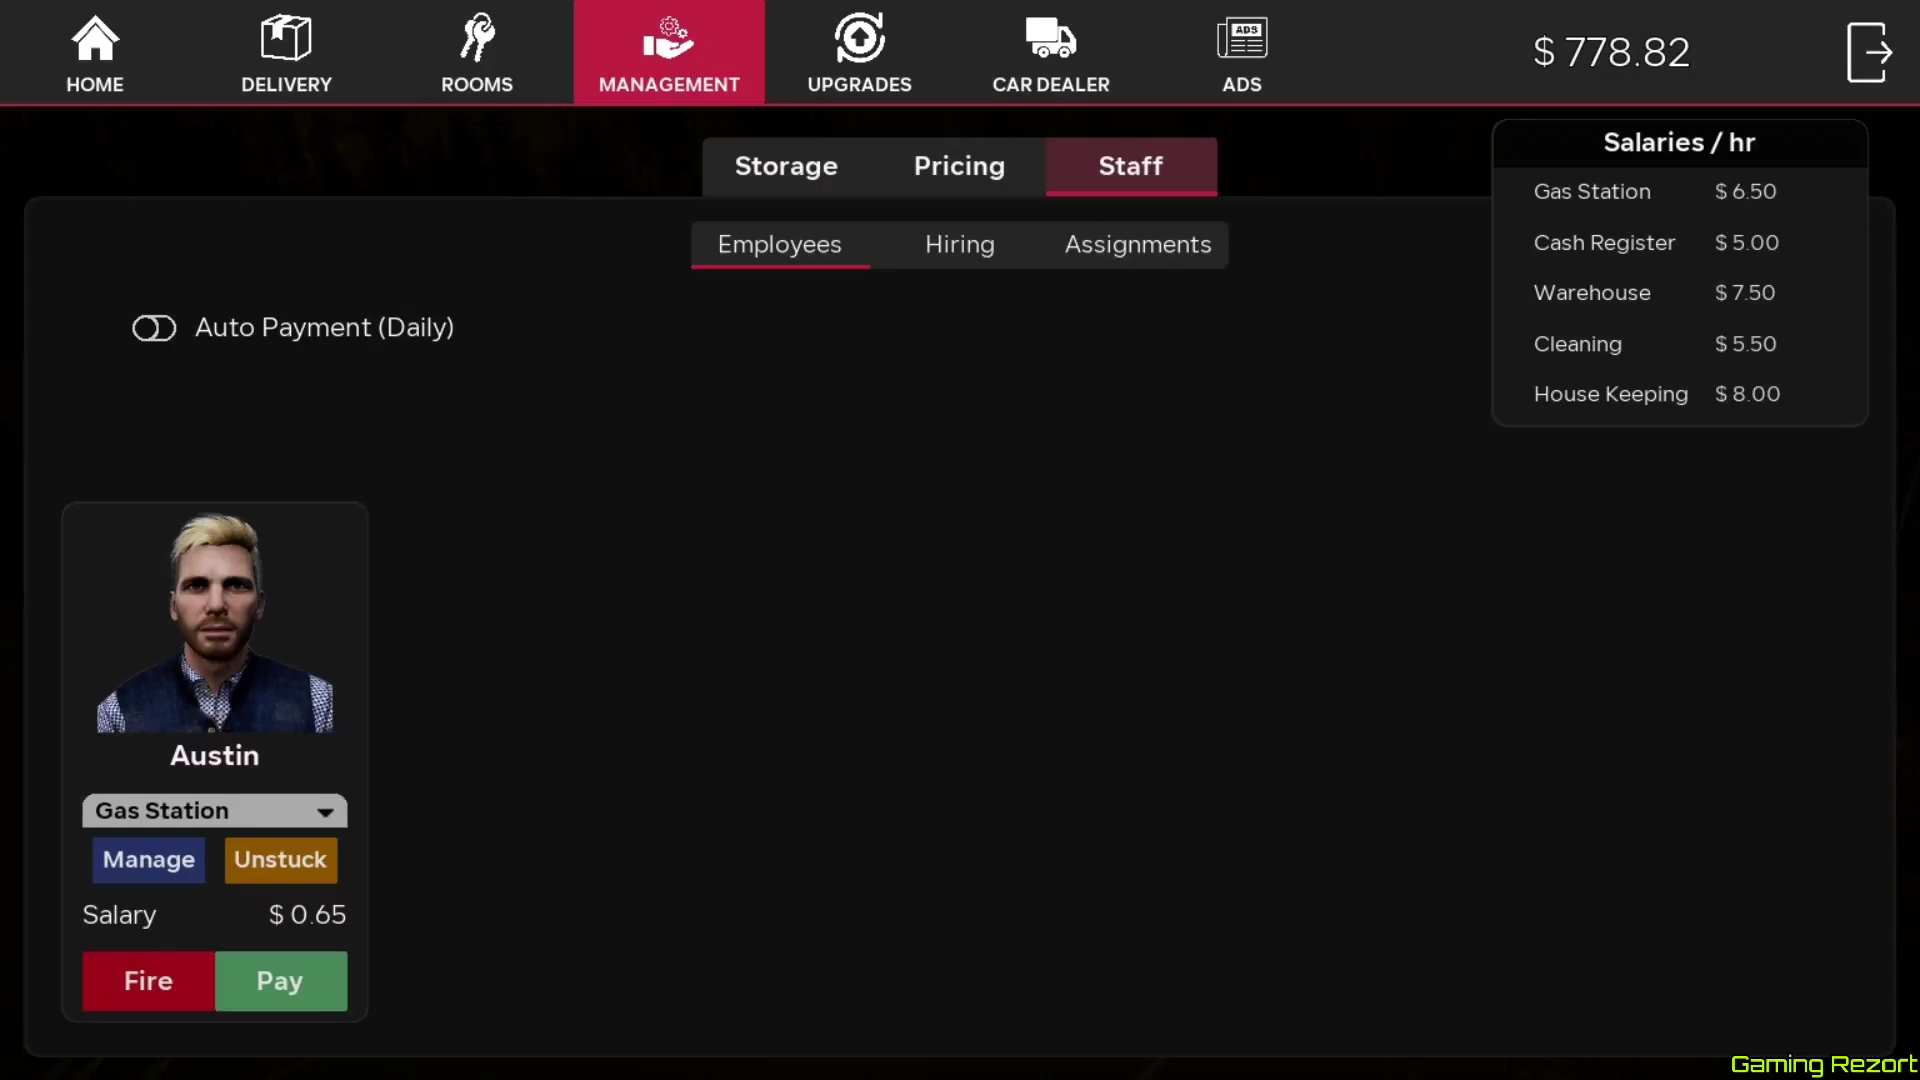 HOME
DELIVERY
ROOMS
MANAGEMENT
UPGRADES
CAR DEALER
ADS
ADS
$ 778.82
Storage
Pricing
Staff
Salaries / hr
Gas Station $ 6.50
Cash Register $ 5.00
Warehouse $ 7.50
Cleaning $ 5.50
House Keeping $ 8.00
Employees
Hiring
Assignments
Auto Payment (Daily)
Austin
Gas Station
Manage
Unstuck
Salary $ 0.65
Fire
Pay
Gaming Rezort